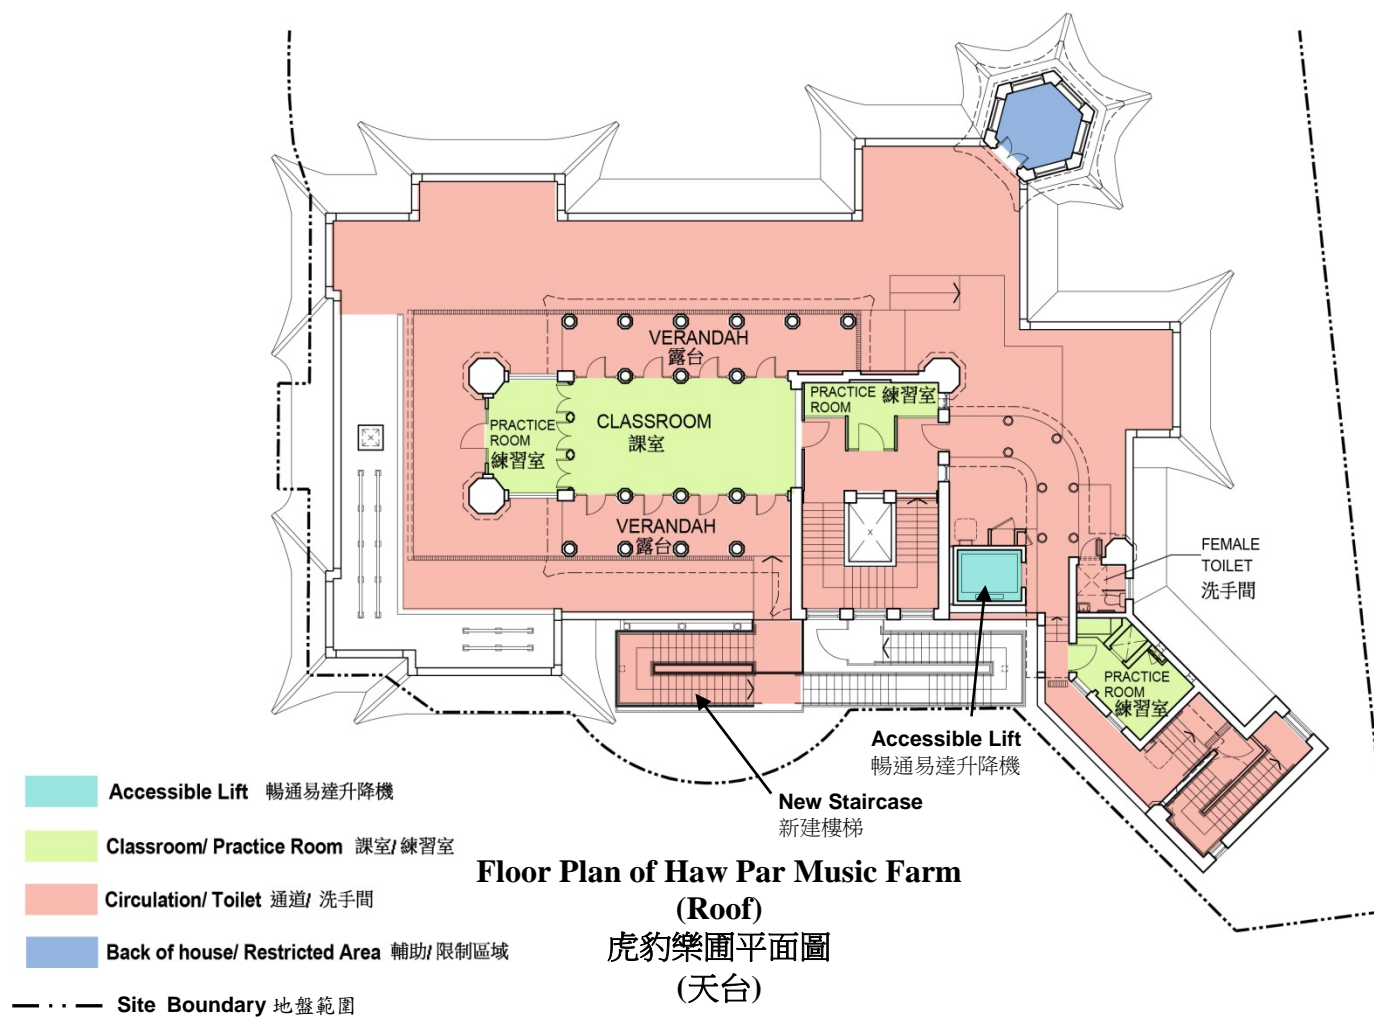 VERANDAH
露台
PRACTICE
ROOM
練習室
CLASSROOM
課室
PRACTICE
ROOM
練習室
VERANDAH
露台
X
FEMALE
TOILET
洗手間
PRACTICE
ROOM
練習室
Accessible Lift
暢通易達升降機
New Staircase
新建樓梯
Accessible Lift 暢通易達升降機
Classroom/ Practice Room 課室/ 練習室
Circulation/ Toilet 通道/ 洗手間
Back of house/ Restricted Area 輔助/ 限制區域
Site Boundary 地盤範圍
Floor Plan of Haw Par Music Farm
(Roof)
虎豹樂圃平面圖
(天台)